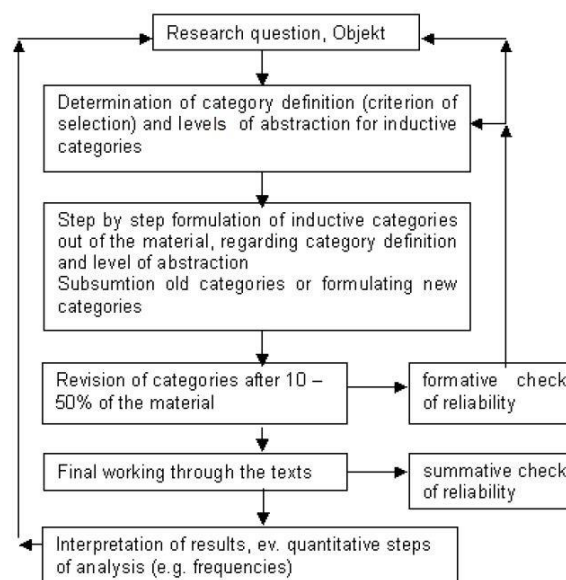 Research question, Objekt
Determination of category definition (criterion of
selection) and levels of abstraction for inductive
categories
Step by step formulation of inductive categories
out of the material, regarding category definition
and level of abstraction
Subsumtion old categories or formulating new
categories
Revision of categories after 10 –
50% of the material
formative check
of reliability
Final working through the texts
summative check
of reliability
Interpretation of results, ev. quantitative steps
of analysis (e.g. frequencies)